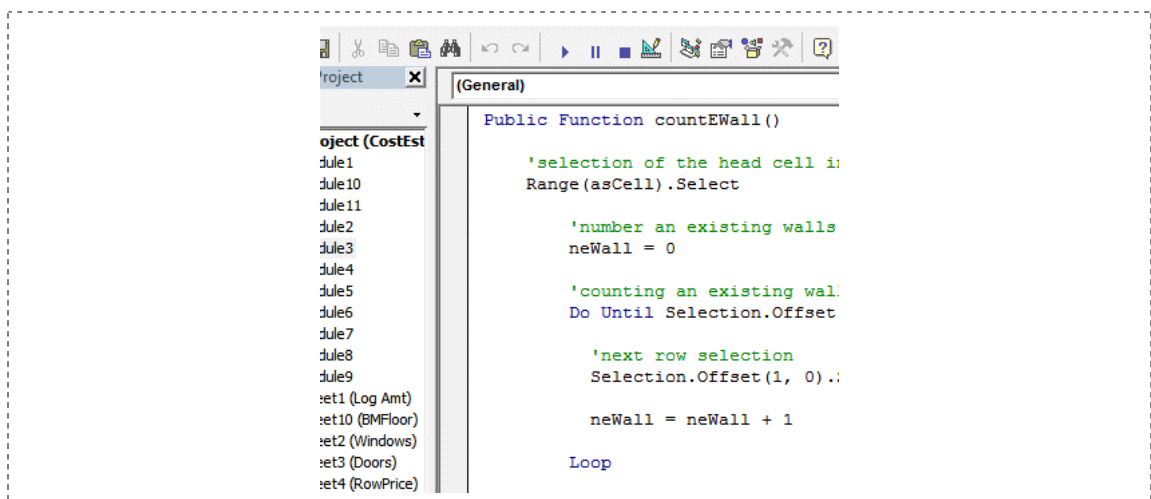 roject
(General)
oject (CostEst
dule1
dule10
dule11
dule2
dule3
dule4
dule5
dule6
dule7
dule8
dule9
eet1 (Log Amt)
eet10 (BMFloor)
eet2 (Windows)
eet3 (Doors)
eet4 (RowPrice)
Public Function countEWall()
'selection of the head cell in
Range(asCell).Select
'number an existing walls
neWall = 0
'counting an existing wal
Do Until Selection.Offset
'next row selection
Selection.Offset(1, 0).
neWall = neWall + 1
Loop